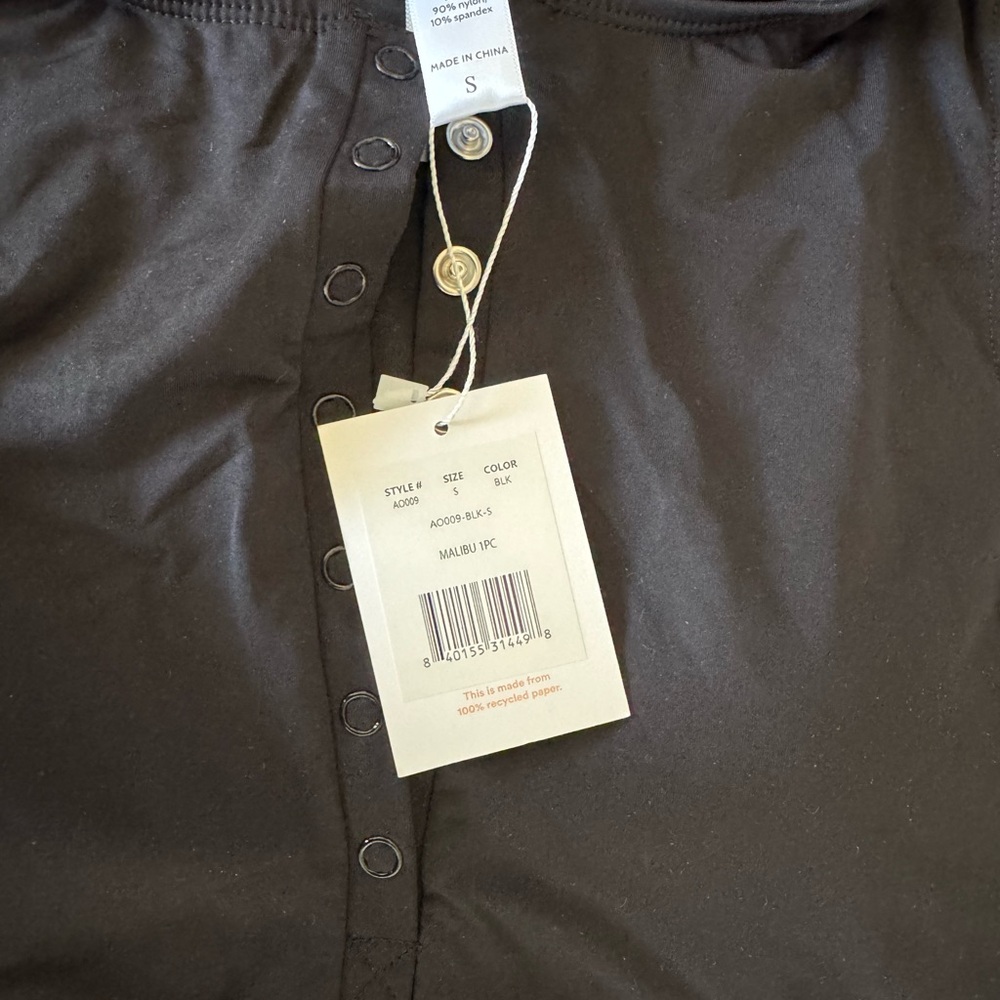 90% nylon/
10% spandex
MADE IN CHINA
S
STYLE # SIZE COLOR
AO009 S BLK
AO009-BLK-S
MALIBU 1PC
8 40155 31449 8
This is made from
100% recycled paper.